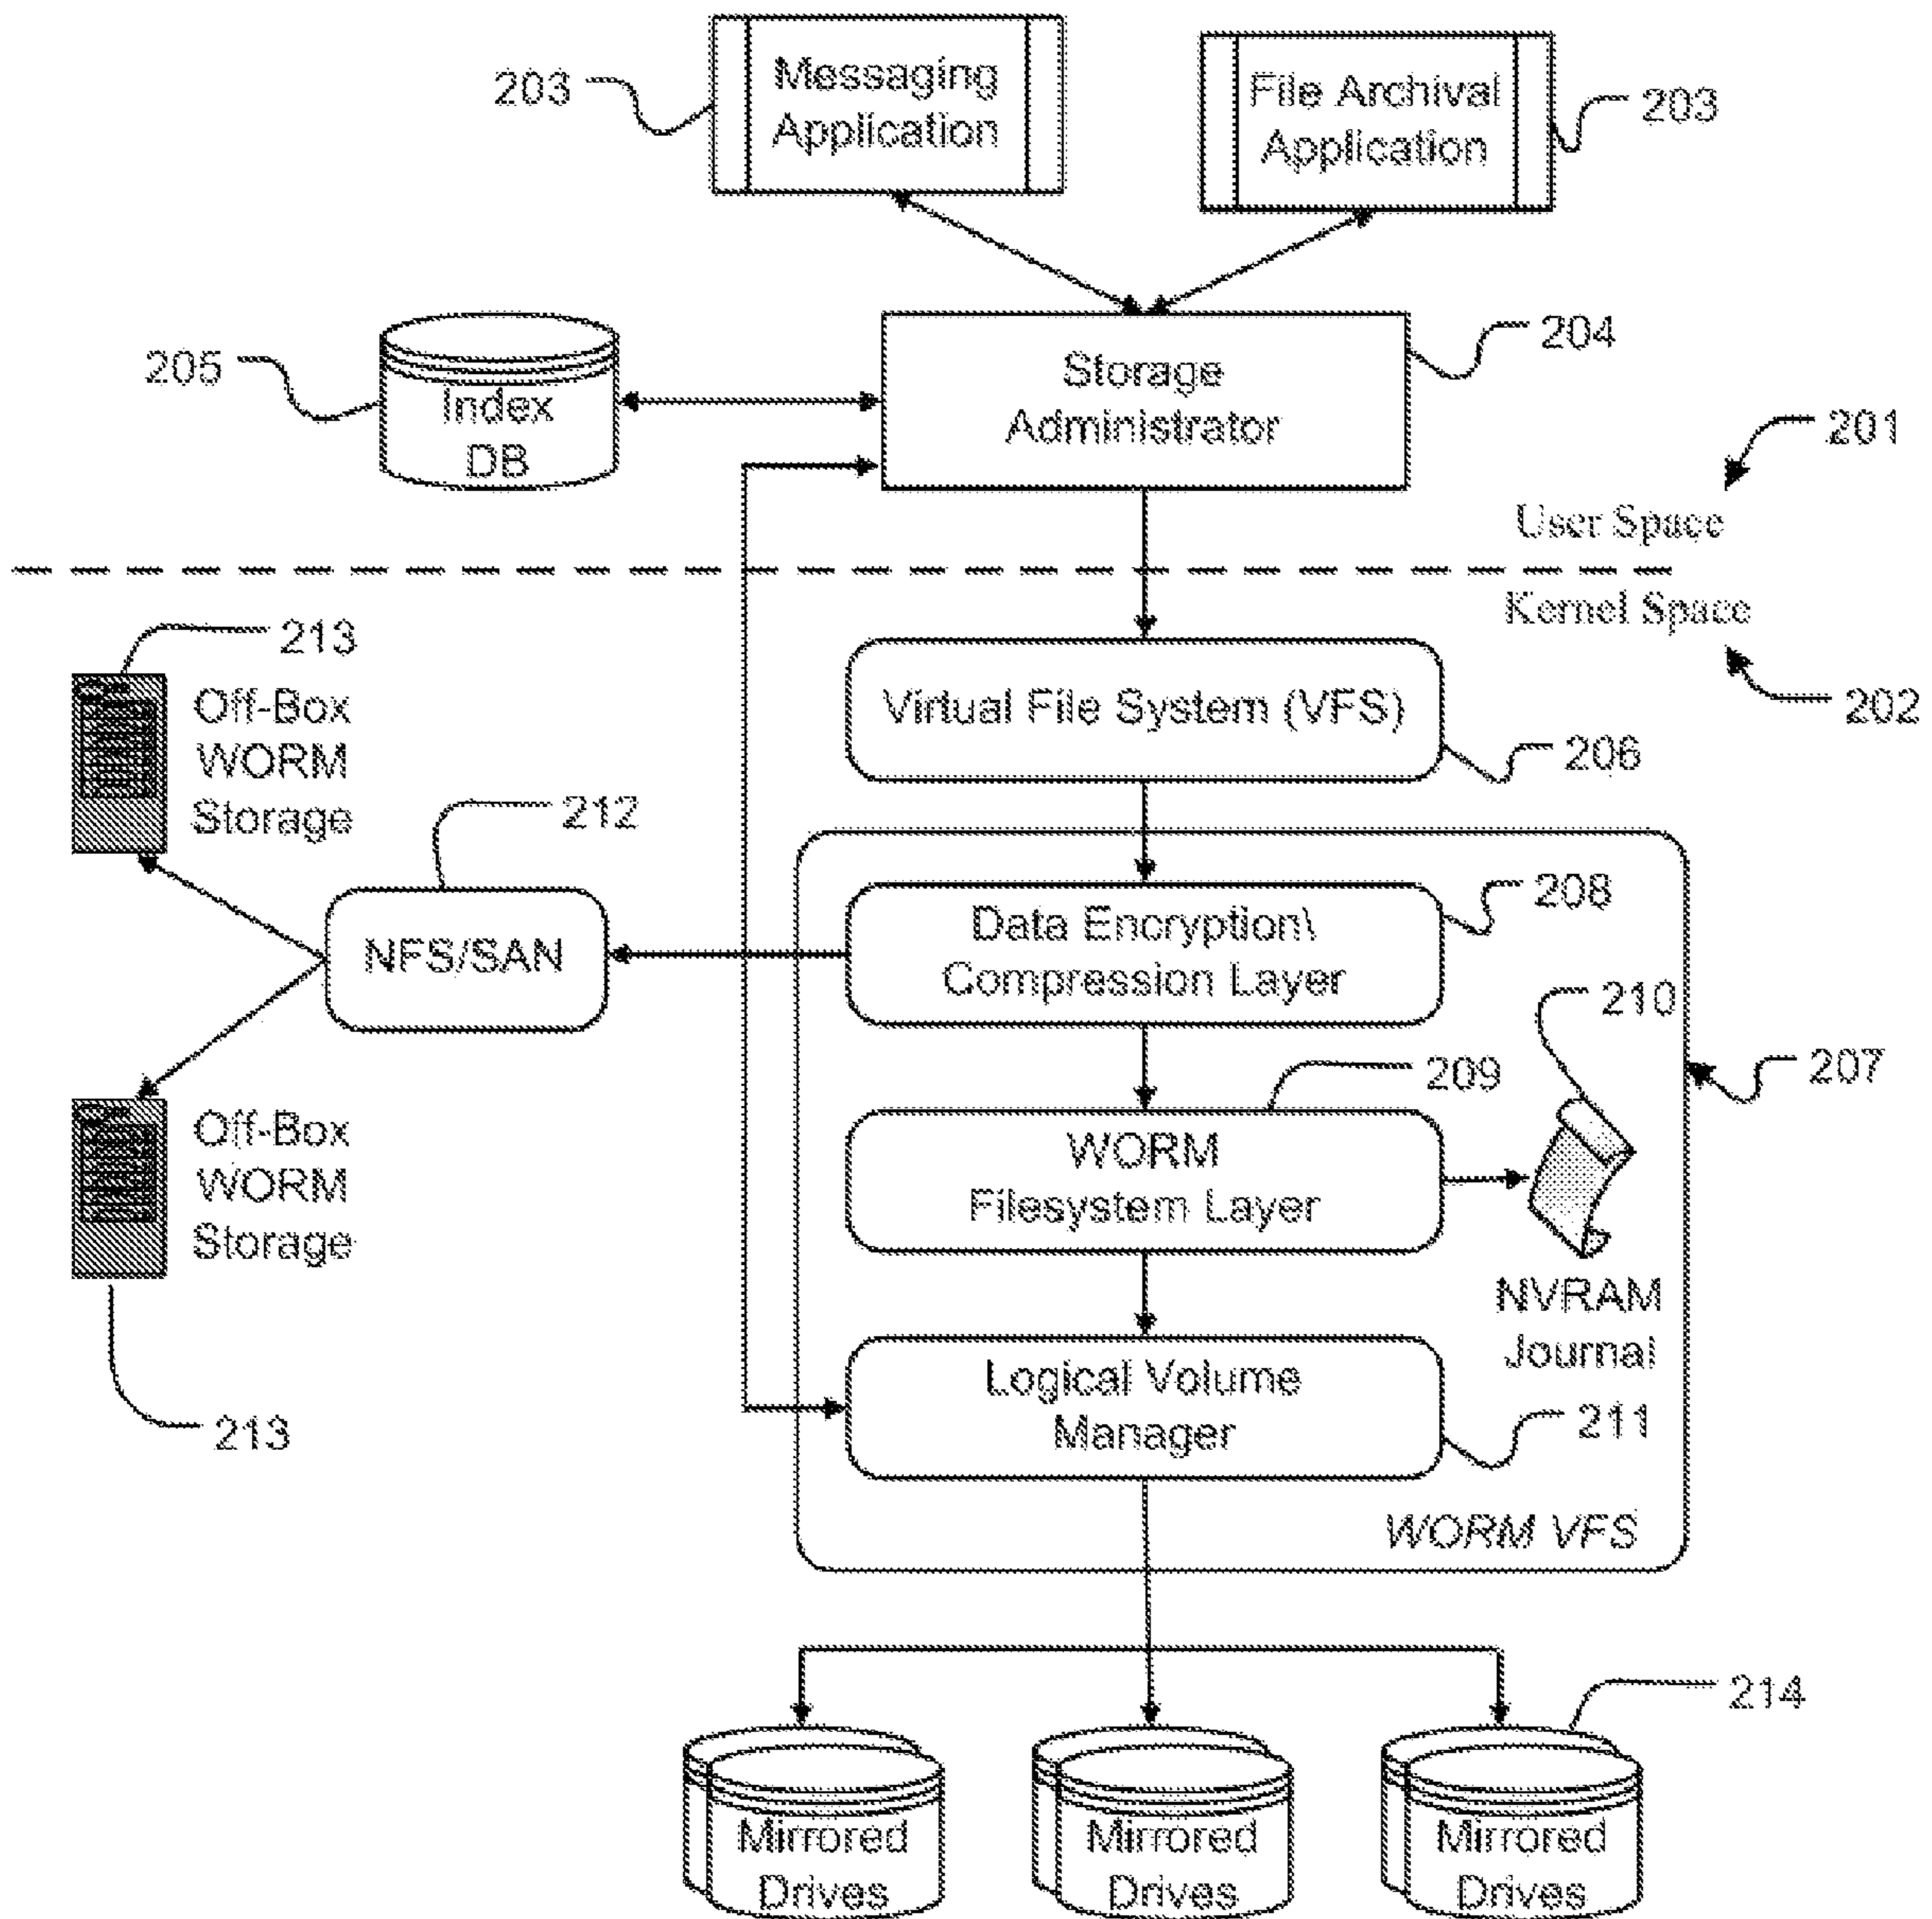 203
Messaging
Application
File Archival
Application
203
204
Storage
Administrator
205
Index
DB
201
User Space
Kernel Space
202
213
Off-Box
WORM
Storage
Virtual File System (VFS)
206
212
NFS/SAN
208
Data Encryption\
Compression Layer
210
207
209
WORM
Filesystem Layer
Off-Box
WORM
Storage
213
NVRAM
Journal
Logical Volume
Manager
211
WORM VFS
214
Mirrored
Drives
Mirrored
Drives
Mirrored
Drives